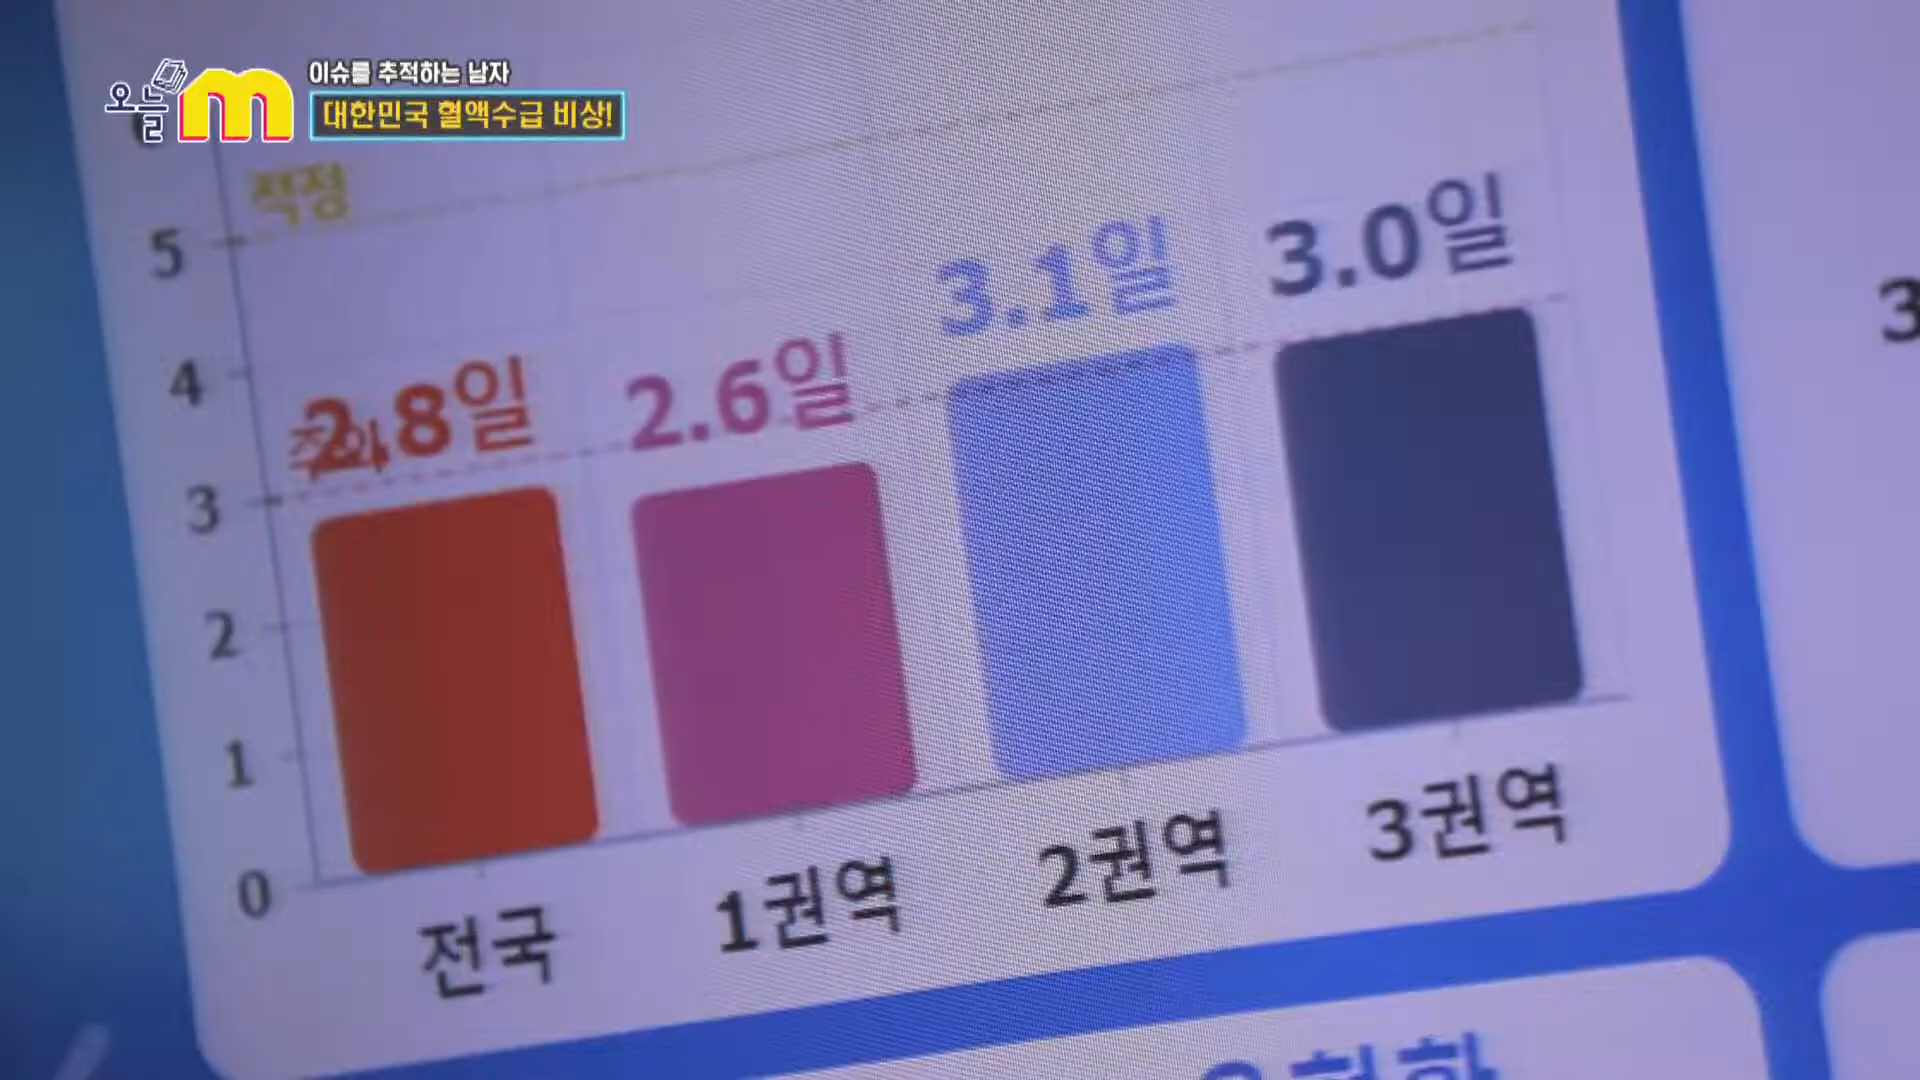 오늘 m
이슈를 추적하는 남자
대한민국 혈액수급 비상!
적정
5
4
3
2
1
0
주의
2.8일
2.6일
3.1일
3.0일
전국
1권역
2권역
3권역
3